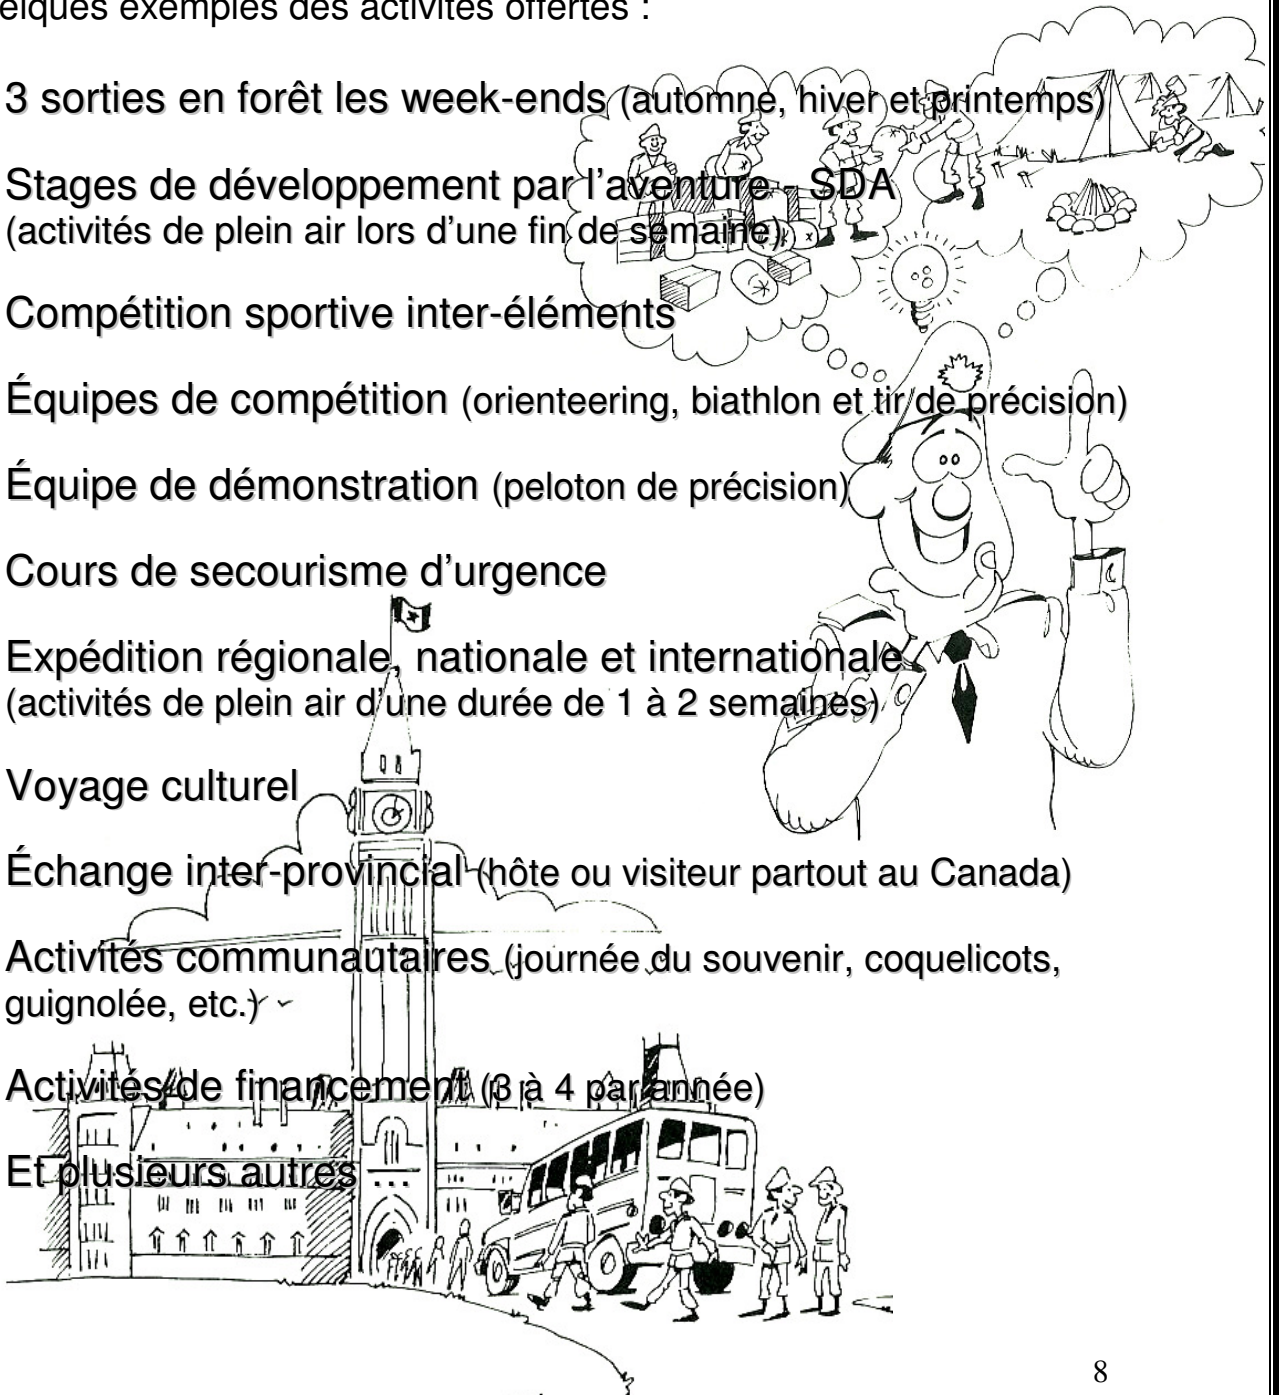 exemples des activités offertes :
3 sorties en forêt les week-ends (automne, hiver et printemps)
Stages de développement par l’aventure - SDA
(activités de plein air lors d’une fin de semaine)
Compétition sportive inter-éléments
Équipes de compétition (orienteering, biathlon et tir de précision)
Équipe de démonstration (peloton de précision)
Cours de secourisme d’urgence
Expédition régionale, nationale et internationale
(activités de plein air d’une durée de 1 à 2 semaines)
Voyage culturel
Échange inter-provincial (hôte ou visiteur partout au Canada)
Activités communautaires (journée du souvenir, coquelicots,
guignolée, etc.)
Activités de financement (3 à 4 par année)
Et plusieurs autres …
8